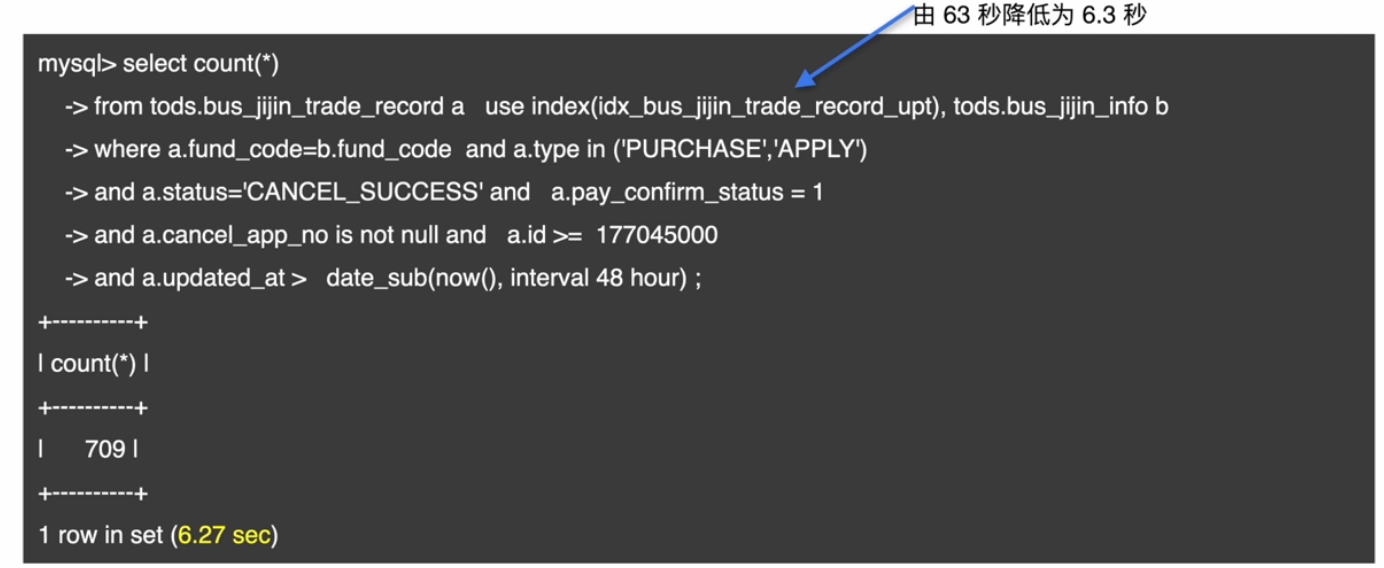 由 63 秒降低为 6.3 秒
mysql> select count(*)
-> from tods.bus_jijin_trade_record a   use index(idx_bus_jijin_trade_record_upt), tods.bus_jijin_info b
-> where a.fund_code=b.fund_code  and a.type in ('PURCHASE','APPLY')
-> and a.status='CANCEL_SUCCESS' and   a.pay_confirm_status = 1
-> and a.cancel_app_no is not null and   a.id >=  177045000
-> and a.updated_at >   date_sub(now(), interval 48 hour) ;
+----------+
| count(*) |
+----------+
|      709 |
+----------+
1 row in set (6.27 sec)